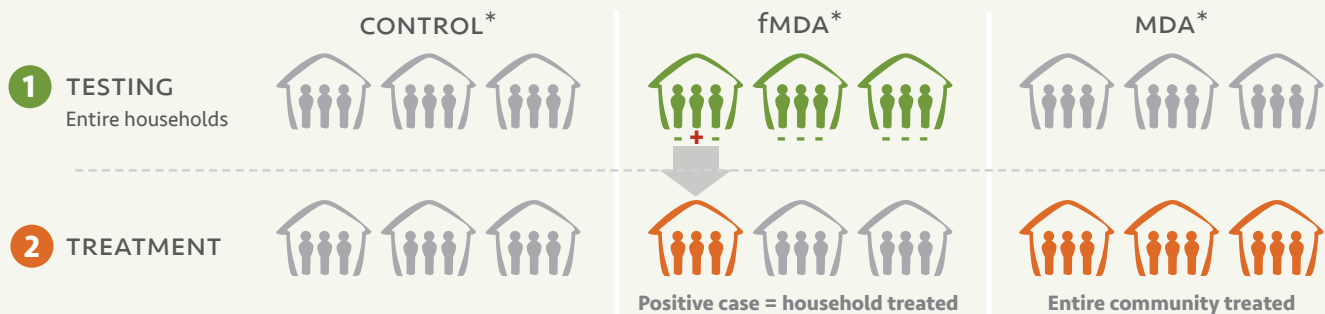 CONTROL*
fMDA*
MDA*
1 TESTING
Entire households
- + -
- - -
- - -
2 TREATMENT
Positive case = household treated
Entire community treated